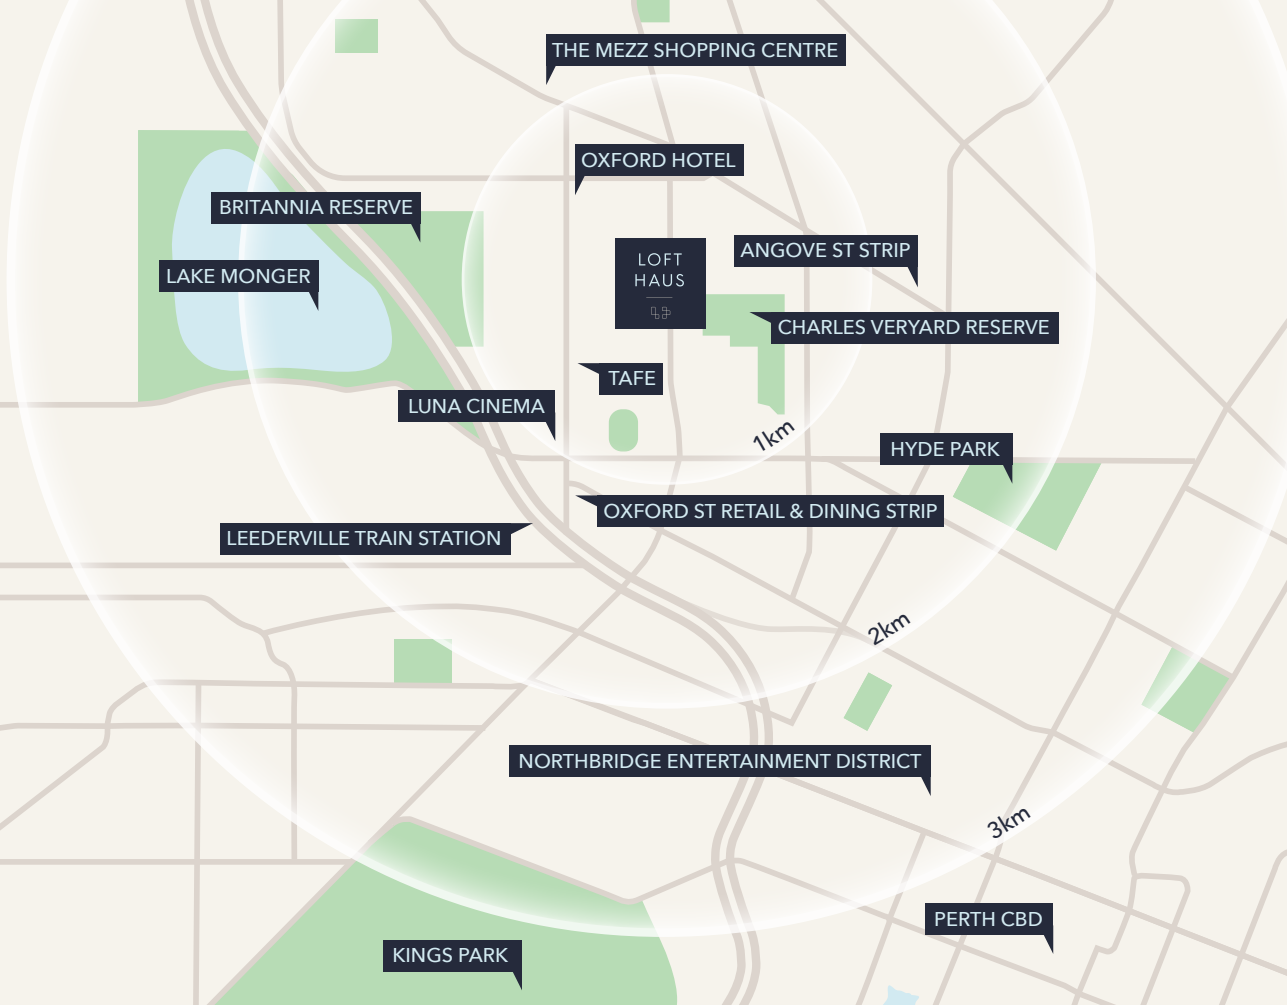 THE MEZZ SHOPPING CENTRE
OXFORD HOTEL
BRITANNIA RESERVE
ANGOVE ST STRIP
LOFT
HAUS
LAKE MONGER
CHARLES VERYARD RESERVE
TAFE
LUNA CINEMA
1km
HYDE PARK
OXFORD ST RETAIL & DINING STRIP
LEEDERVILLE TRAIN STATION
2km
NORTHBRIDGE ENTERTAINMENT DISTRICT
3km
PERTH CBD
KINGS PARK